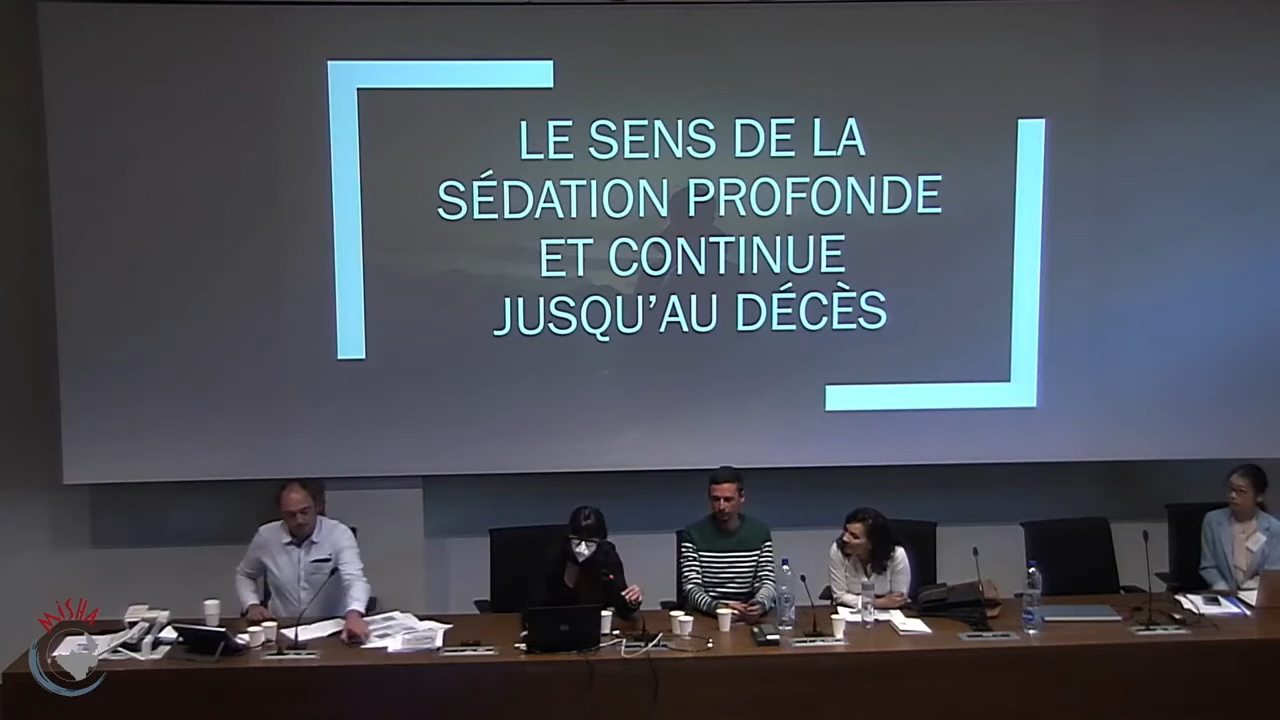 LE SENS DE LA
SÉDATION PROFONDE
ET CONTINUE
JUSQU'AU DÉCÈS
MISHA